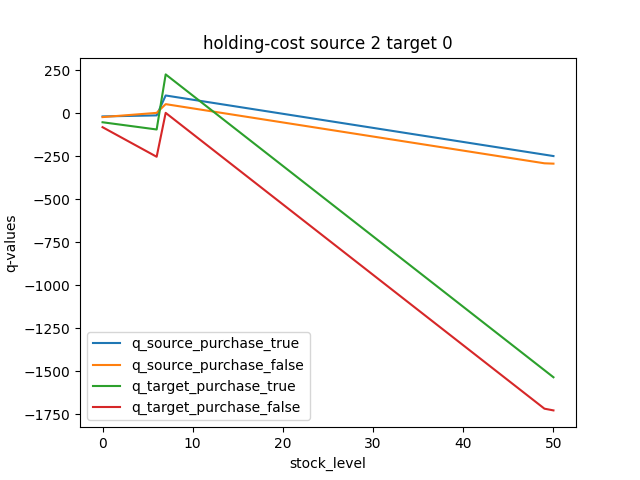 holding-cost source 2 target 0
q-values
250
0
−250
−500
−750
−1000
−1250
−1500
−1750
q_source_purchase_true
q_source_purchase_false
q_target_purchase_true
q_target_purchase_false
0 10 20 30 40 50
stock_level